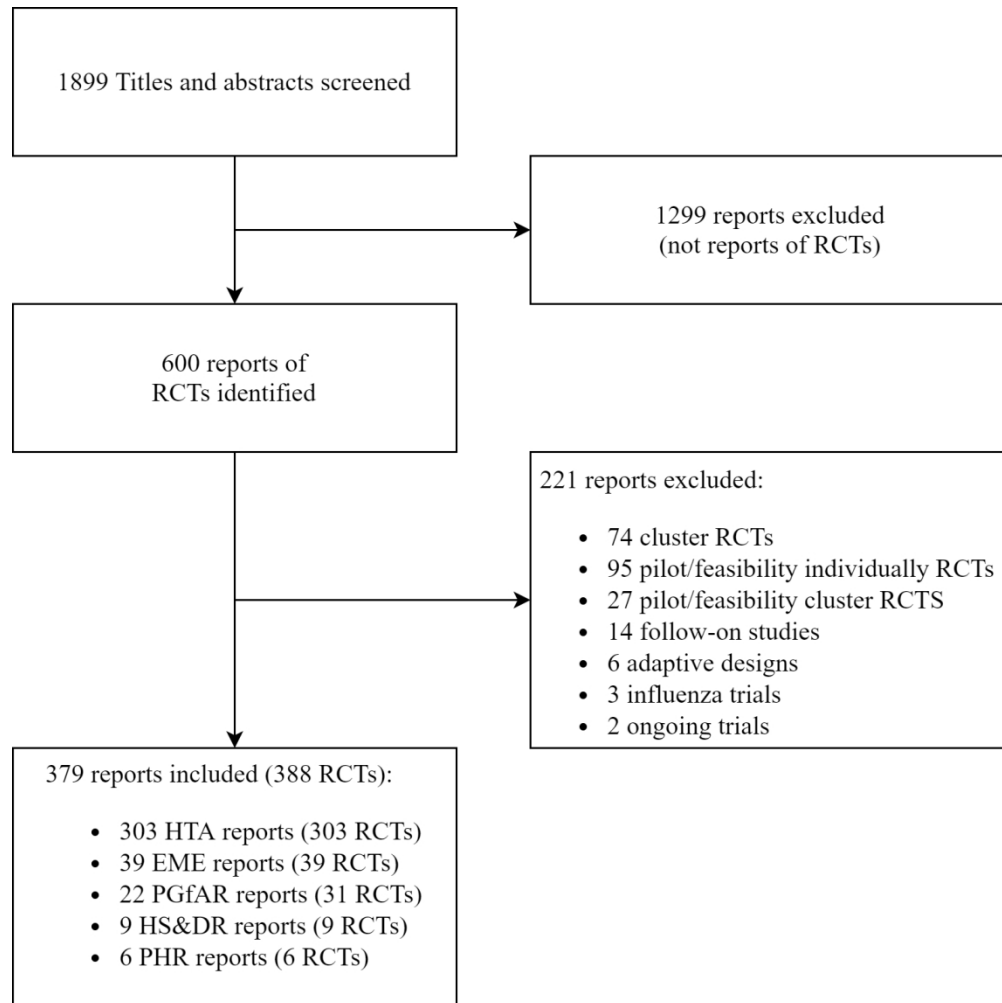 1899 Titles and abstracts screened
1299 reports excluded
(not reports of RCTs)
600 reports of
RCTs identified
221 reports excluded:
• 74 cluster RCTs
• 95 pilot/feasibility individually RCTs
• 27 pilot/feasibility cluster RCTS
• 14 follow-on studies
• 6 adaptive designs
• 3 influenza trials
• 2 ongoing trials
379 reports included (388 RCTs):
• 303 HTA reports (303 RCTs)
• 39 EME reports (39 RCTs)
• 22 PGfAR reports (31 RCTs)
• 9 HS&DR reports (9 RCTs)
• 6 PHR reports (6 RCTs)